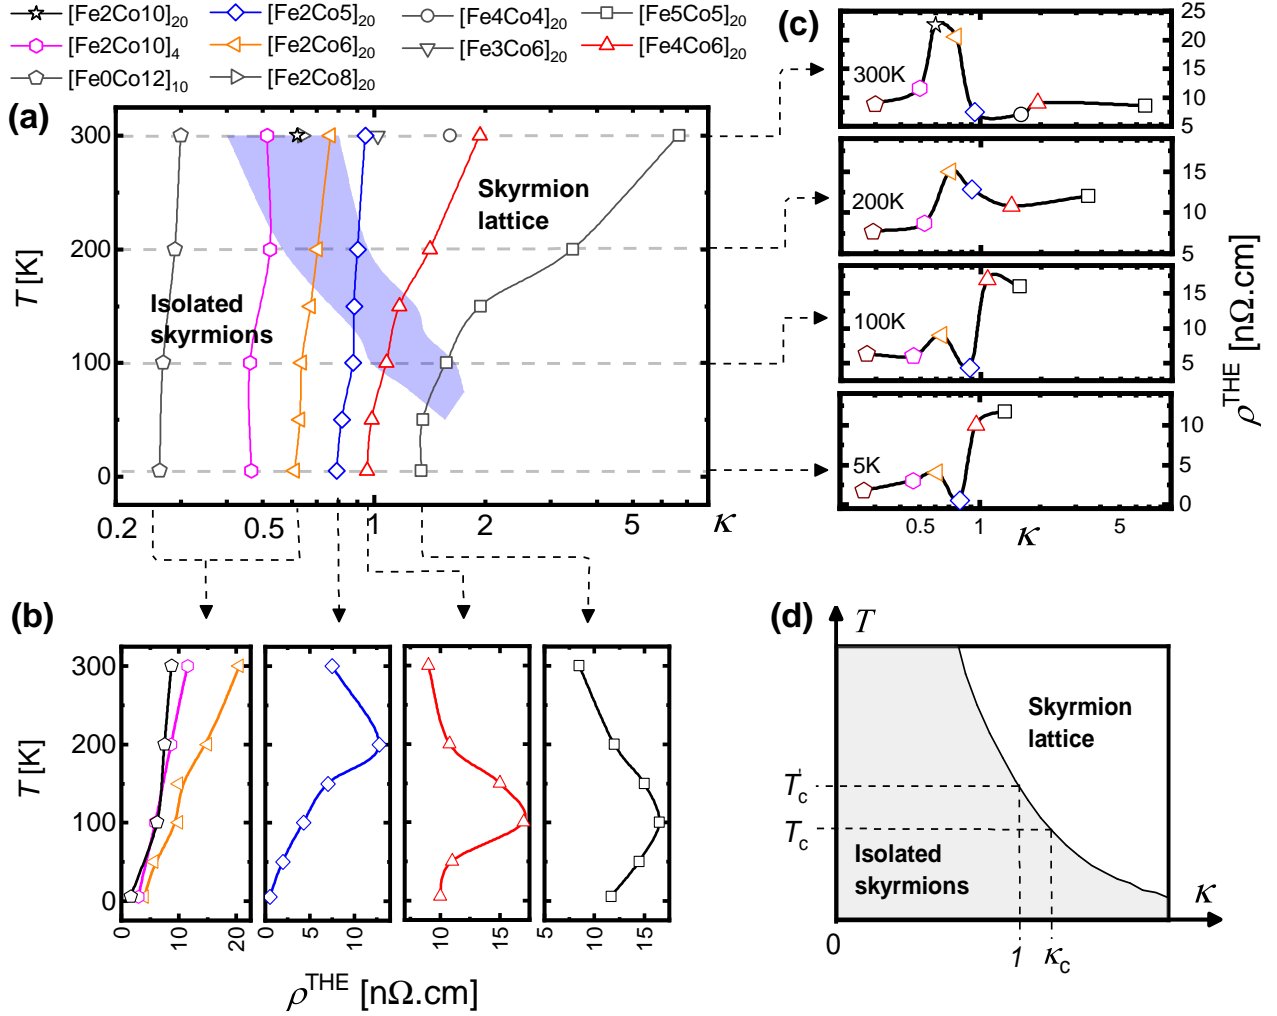 [Fe2Co10]20 [Fe2Co5]20 [Fe4Co4]20 [Fe5Co5]20
[Fe2Co10]4 [Fe2Co6]20 [Fe3Co6]20 [Fe4Co6]20
[Fe0Co12]10 [Fe2Co8]20
(a)
T [K]
300
200
100
0
Skyrmion
lattice
Isolated
skyrmions
0.2 0.5 1 2 5 κ
(c)
300K
25
20
15
10
5
200K
15
10
5
100K
15
10
5
5K
10
5
0
0.5 1 5
κ
ρTHE [nΩ.cm]
(b)
T [K]
300
200
100
0
0 10 20 0 5 10 10 15 5 10 15
ρTHE [nΩ.cm]
(d)
T
Skyrmion
lattice
T'c
Tc
Isolated
skyrmions
κ
0 1 κc